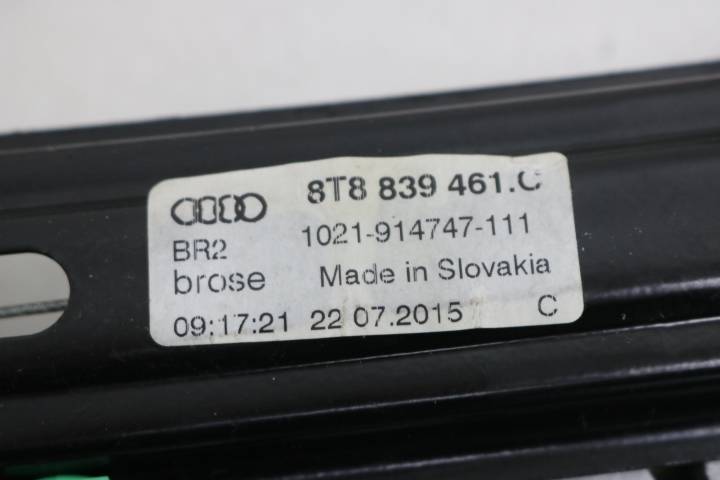 8T8 839 461.C
BR2 1021-914747-111
brose Made in Slovakia
09:17:21 22 07.2015 C